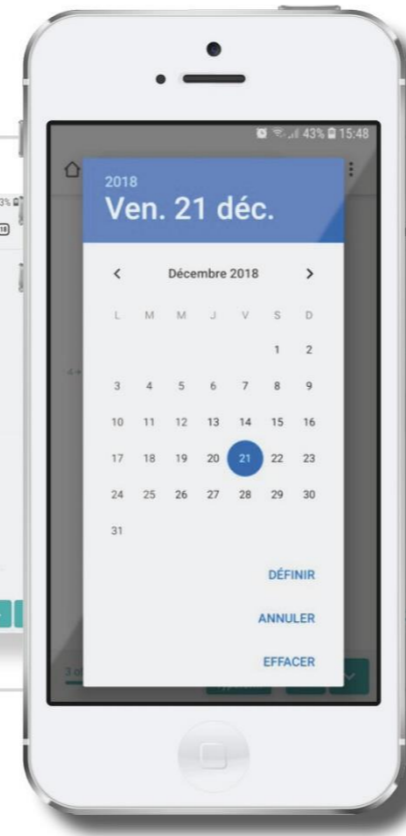 43% 15:48
2018
Ven. 21 déc.
Décembre 2018
L M M J V S D
1 2
3 4 5 6 7 8 9
10 11 12 13 14 15 16
17 18 19 20 21 22 23
24 25 26 27 28 29 30
31
DÉFINIR
ANNULER
EFFACER